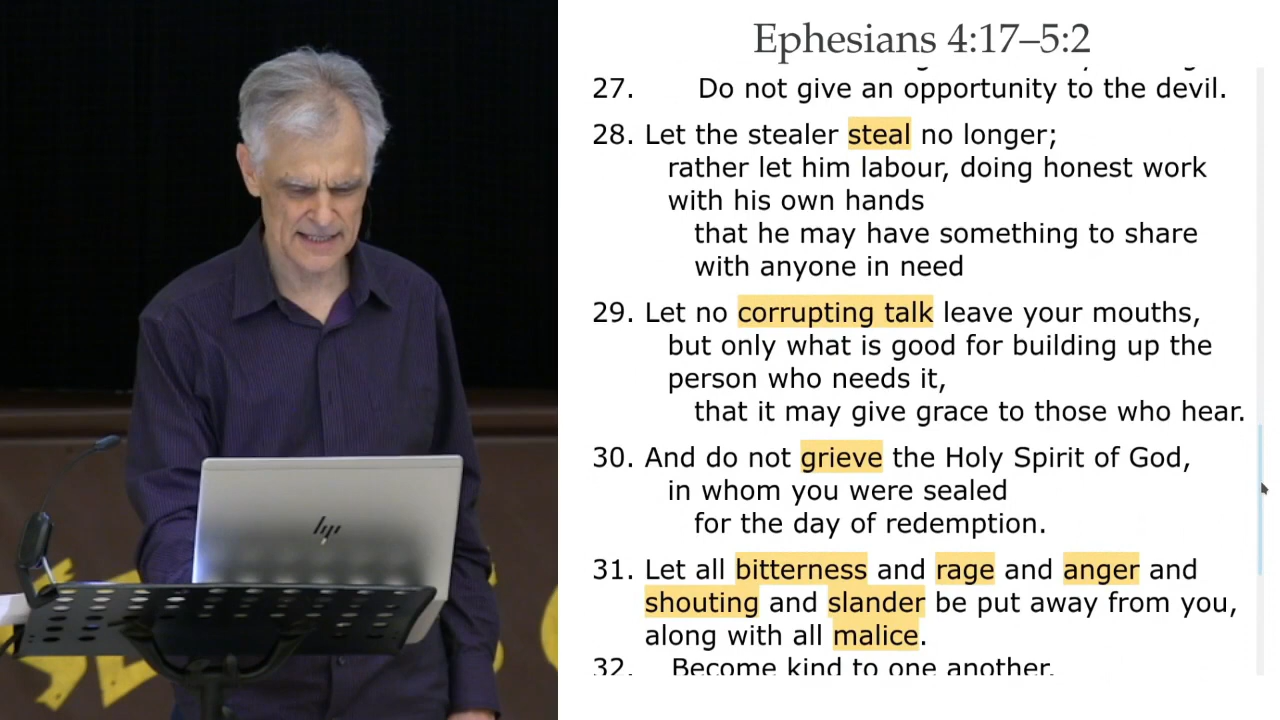 Ephesians 4:17–5:2
27. Do not give an opportunity to the devil.
28. Let the stealer steal no longer;
rather let him labour, doing honest work
with his own hands
that he may have something to share
with anyone in need
29. Let no corrupting talk leave your mouths,
but only what is good for building up the
person who needs it,
that it may give grace to those who hear.
30. And do not grieve the Holy Spirit of God,
in whom you were sealed
for the day of redemption.
31. Let all bitterness and rage and anger and
shouting and slander be put away from you,
along with all malice.
32. Become kind to one another,
hp